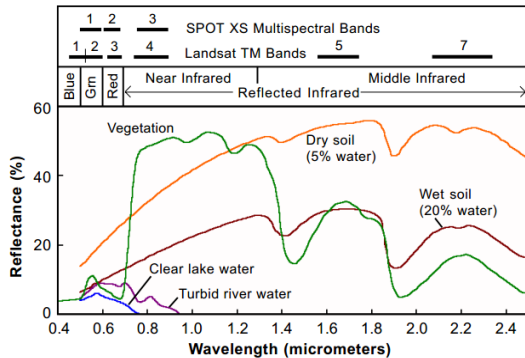 1 2 3
SPOT XS Multispectral Bands
1 2 3 4
Landsat TM Bands
5 7
Blue Grn Red Near Infrared Middle Infrared
Reflected Infrared
60
40
20
0
Reflectance (%)
Vegetation
Dry soil
(5% water)
Wet soil
(20% water)
Clear lake water
Turbid river water
0.4 0.6 0.8 1.0 1.2 1.4 1.6 1.8 2.0 2.2 2.4
Wavelength (micrometers)